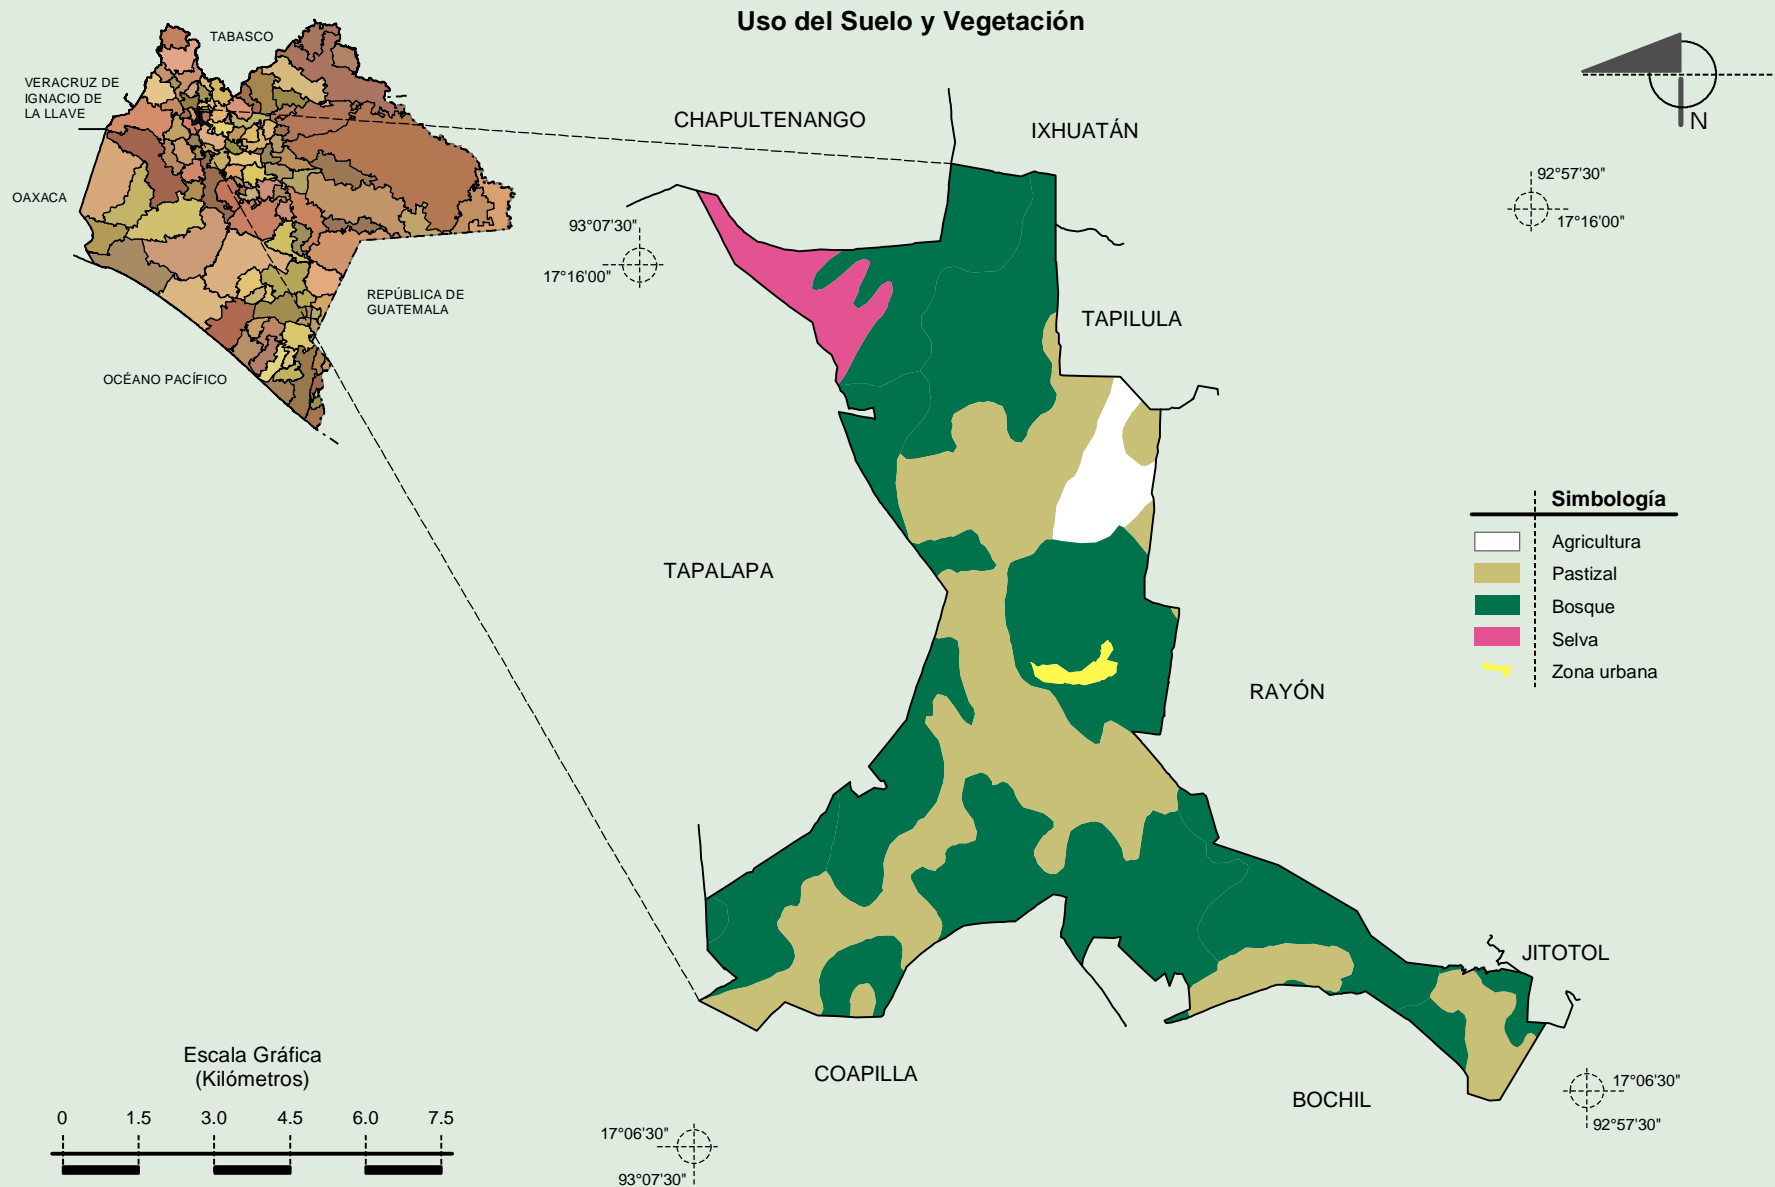 Uso del Suelo y Vegetación
TABASCO
VERACRUZ DE
IGNACIO DE
LA LLAVE
OAXACA
REPÚBLICA DE
GUATEMALA
OCÉANO PACÍFICO
CHAPULTENANGO
IXHUATÁN
N
92°57'30"
17°16'00"
93°07'30"
17°16'00"
TAPILULA
TAPALAPA
RAYÓN
Simbología
Agricultura
Pastizal
Bosque
Selva
Zona urbana
JITOTOL
COAPILLA
BOCHIL
17°06'30"
92°57'30"
17°06'30"
93°07'30"
Escala Gráfica
(Kilómetros)
0 1.5 3.0 4.5 6.0 7.5